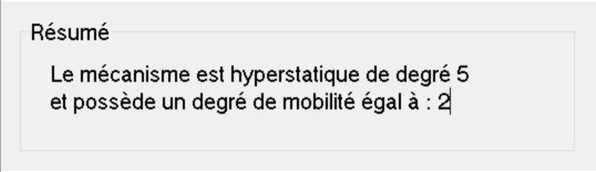 Résumé
Le mécanisme est hyperstatique de degré 5
et possède un degré de mobilité égal à : 2